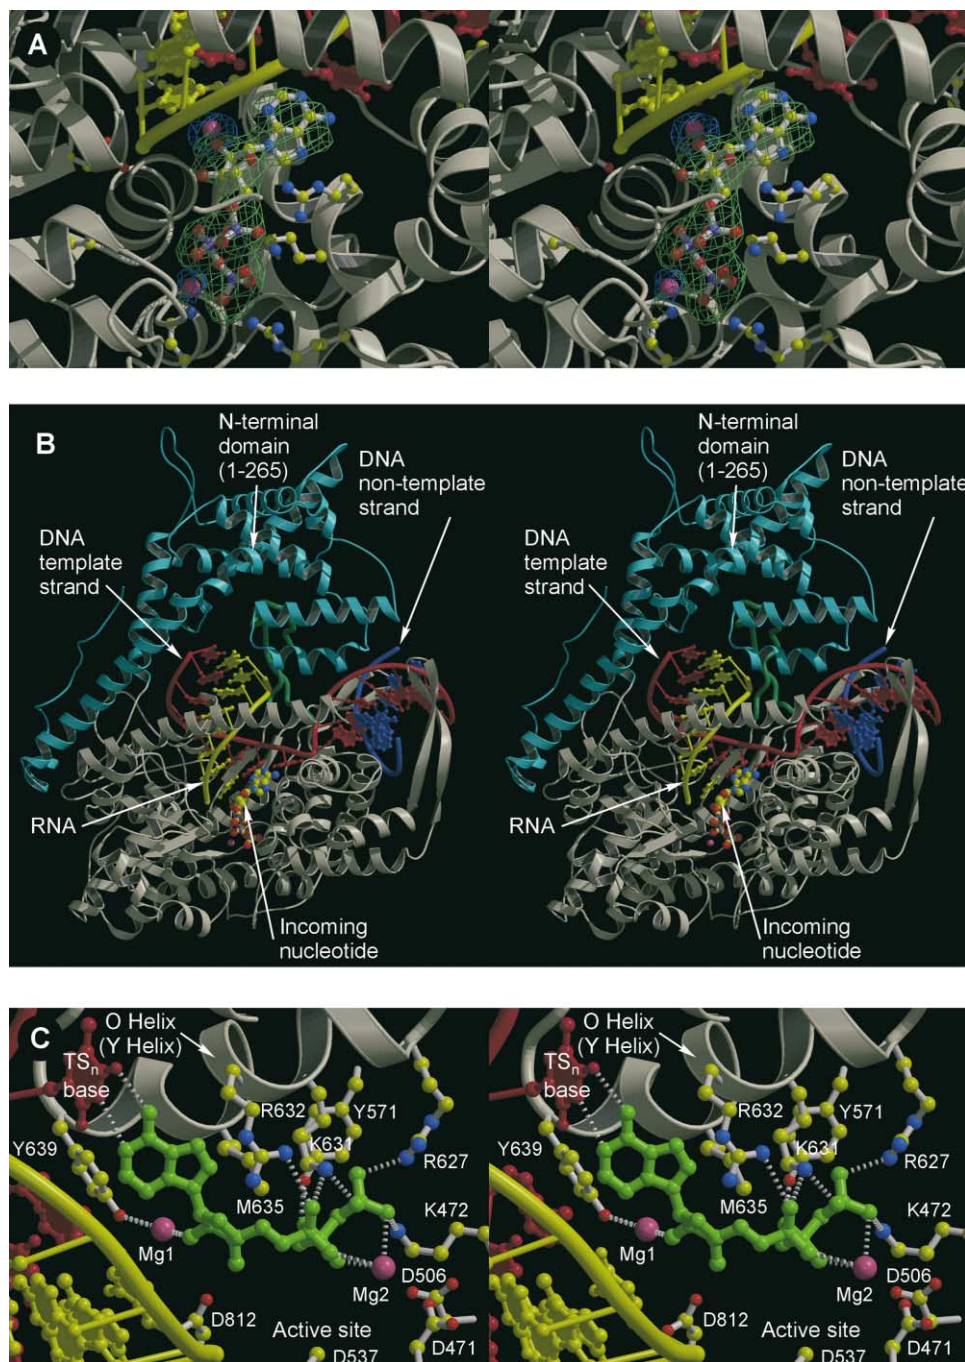 A
B
N-terminal
domain
(1-265)
DNA
non-template
strand
DNA
template
strand
RNA
Incoming
nucleotide
N-terminal
domain
(1-265)
DNA
non-template
strand
DNA
template
strand
RNA
Incoming
nucleotide
C
O Helix
(Y Helix)
TSn
base
R632
Y571
Y639
K631
R627
M635
K472
Mg1
D506
Mg2
D812
Active site
D471
D537
O Helix
(Y Helix)
TSn
base
R632
Y571
Y639
K631
R627
M635
K472
Mg1
D506
Mg2
D812
Active site
D471
D537